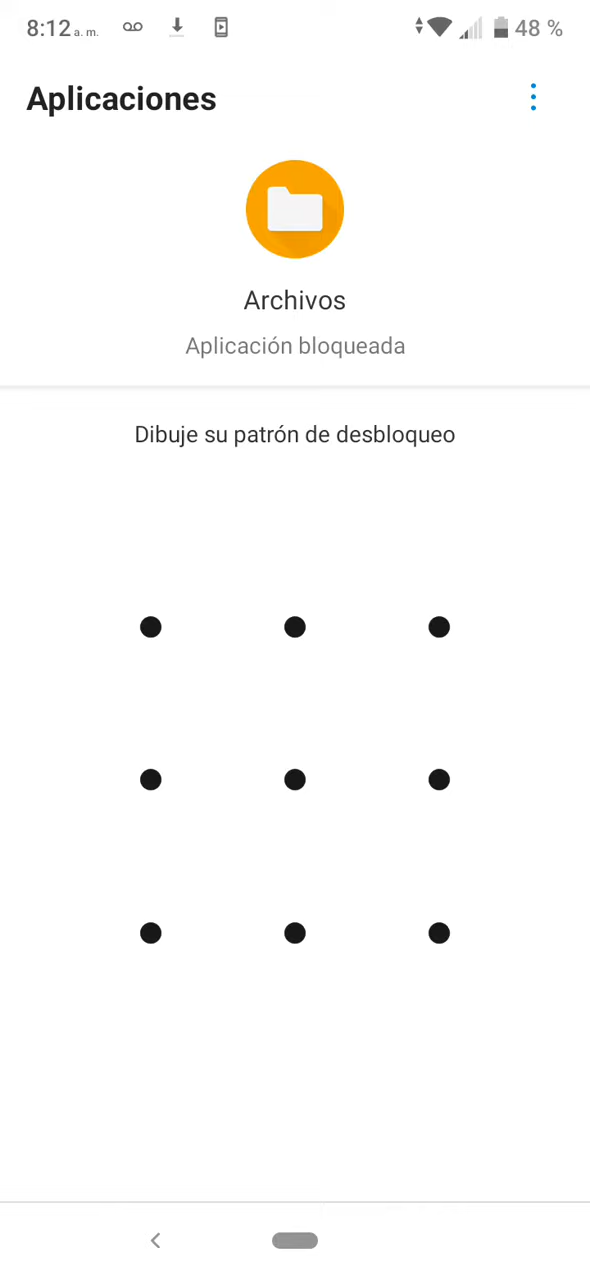 8:12 a. m. 48 %
Aplicaciones
Archivos
Aplicación bloqueada
Dibuje su patrón de desbloqueo